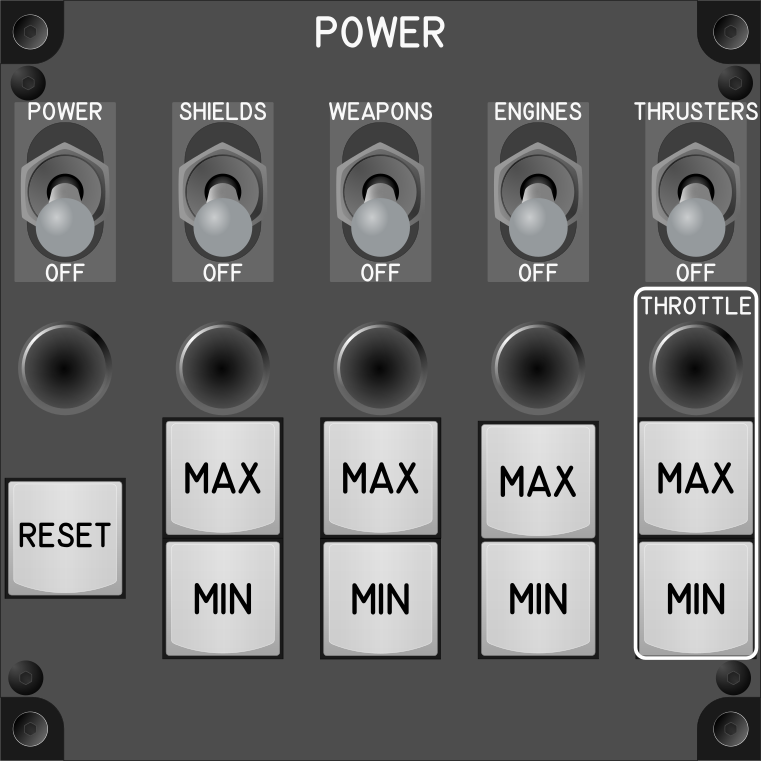 POWER
POWER SHIELDS WEAPONS ENGINES THRUSTERS
OFF OFF OFF OFF OFF
THROTTLE
MAX MAX MAX MAX
RESET
MIN MIN MIN MIN